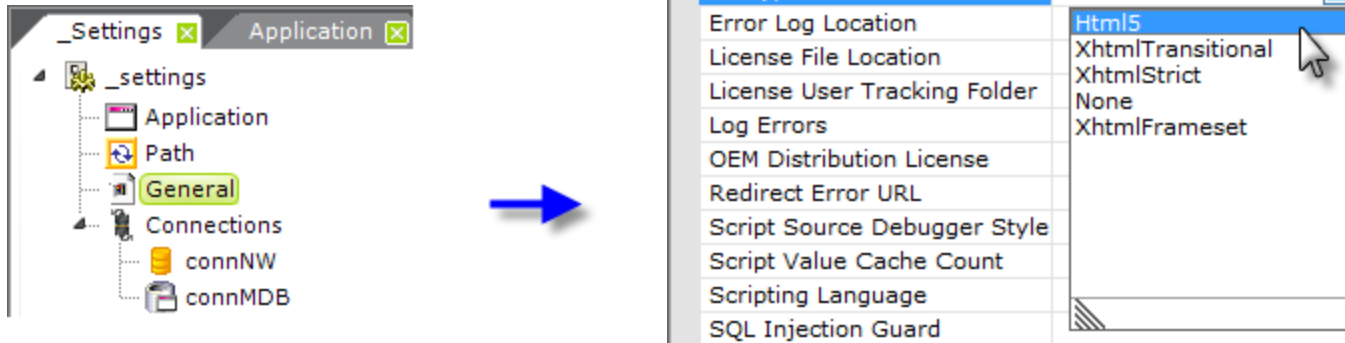 _Settings
Application
_settings
Application
Path
General
Connections
connNW
connMDB
Error Log Location
License File Location
License User Tracking Folder
Log Errors
OEM Distribution License
Redirect Error URL
Script Source Debugger Style
Script Value Cache Count
Scripting Language
SQL Injection Guard
Html5
XhtmlTransitional
XhtmlStrict
None
XhtmlFrameset